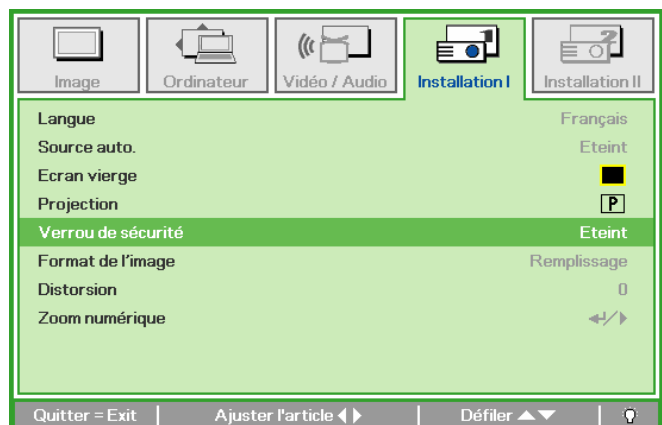 Image
Ordinateur
Vidéo / Audio
Installation I
Installation II
Langue Français
Source auto. Eteint
Ecran vierge
Projection P
Verrou de sécurité Eteint
Format de l'image Remplissage
Distorsion 0
Zoom numérique
Quitter = Exit Ajuster l'article Défiler